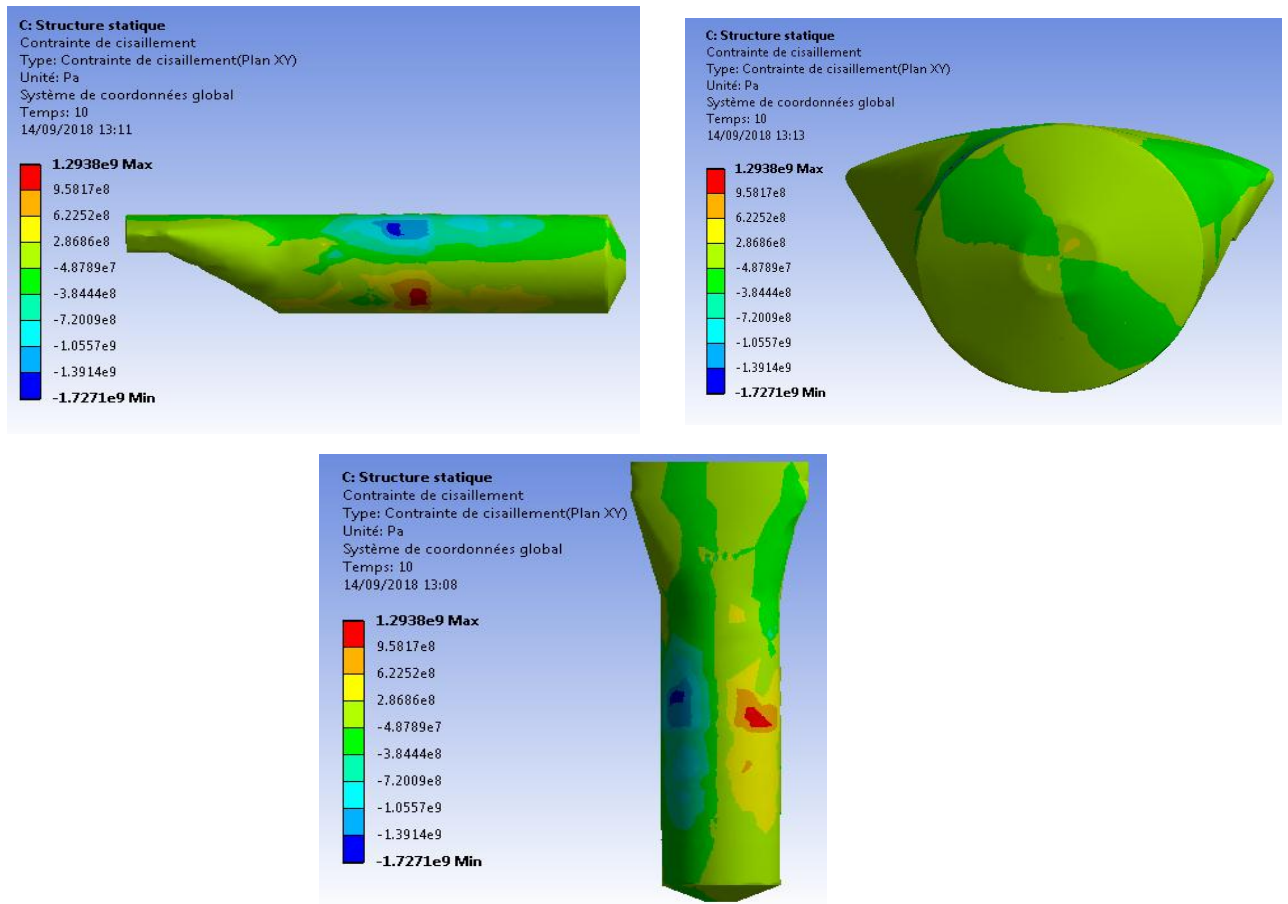 C: Structure statique
Contrainte de cisaillement
Type: Contrainte de cisaillement(Plan XY)
Unité: Pa
Système de coordonnées global
Temps: 10
14/09/2018 13:11
1.2938e9 Max
9.5817e8
6.2252e8
2.8686e8
-4.8789e7
-3.8444e8
-7.2009e8
-1.0557e9
-1.3914e9
-1.7271e9 Min
C: Structure statique
Contrainte de cisaillement
Type: Contrainte de cisaillement(Plan XY)
Unité: Pa
Système de coordonnées global
Temps: 10
14/09/2018 13:13
1.2938e9 Max
9.5817e8
6.2252e8
2.8686e8
-4.8789e7
-3.8444e8
-7.2009e8
-1.0557e9
-1.3914e9
-1.7271e9 Min
C: Structure statique
Contrainte de cisaillement
Type: Contrainte de cisaillement(Plan XY)
Unité: Pa
Système de coordonnées global
Temps: 10
14/09/2018 13:08
1.2938e9 Max
9.5817e8
6.2252e8
2.8686e8
-4.8789e7
-3.8444e8
-7.2009e8
-1.0557e9
-1.3914e9
-1.7271e9 Min